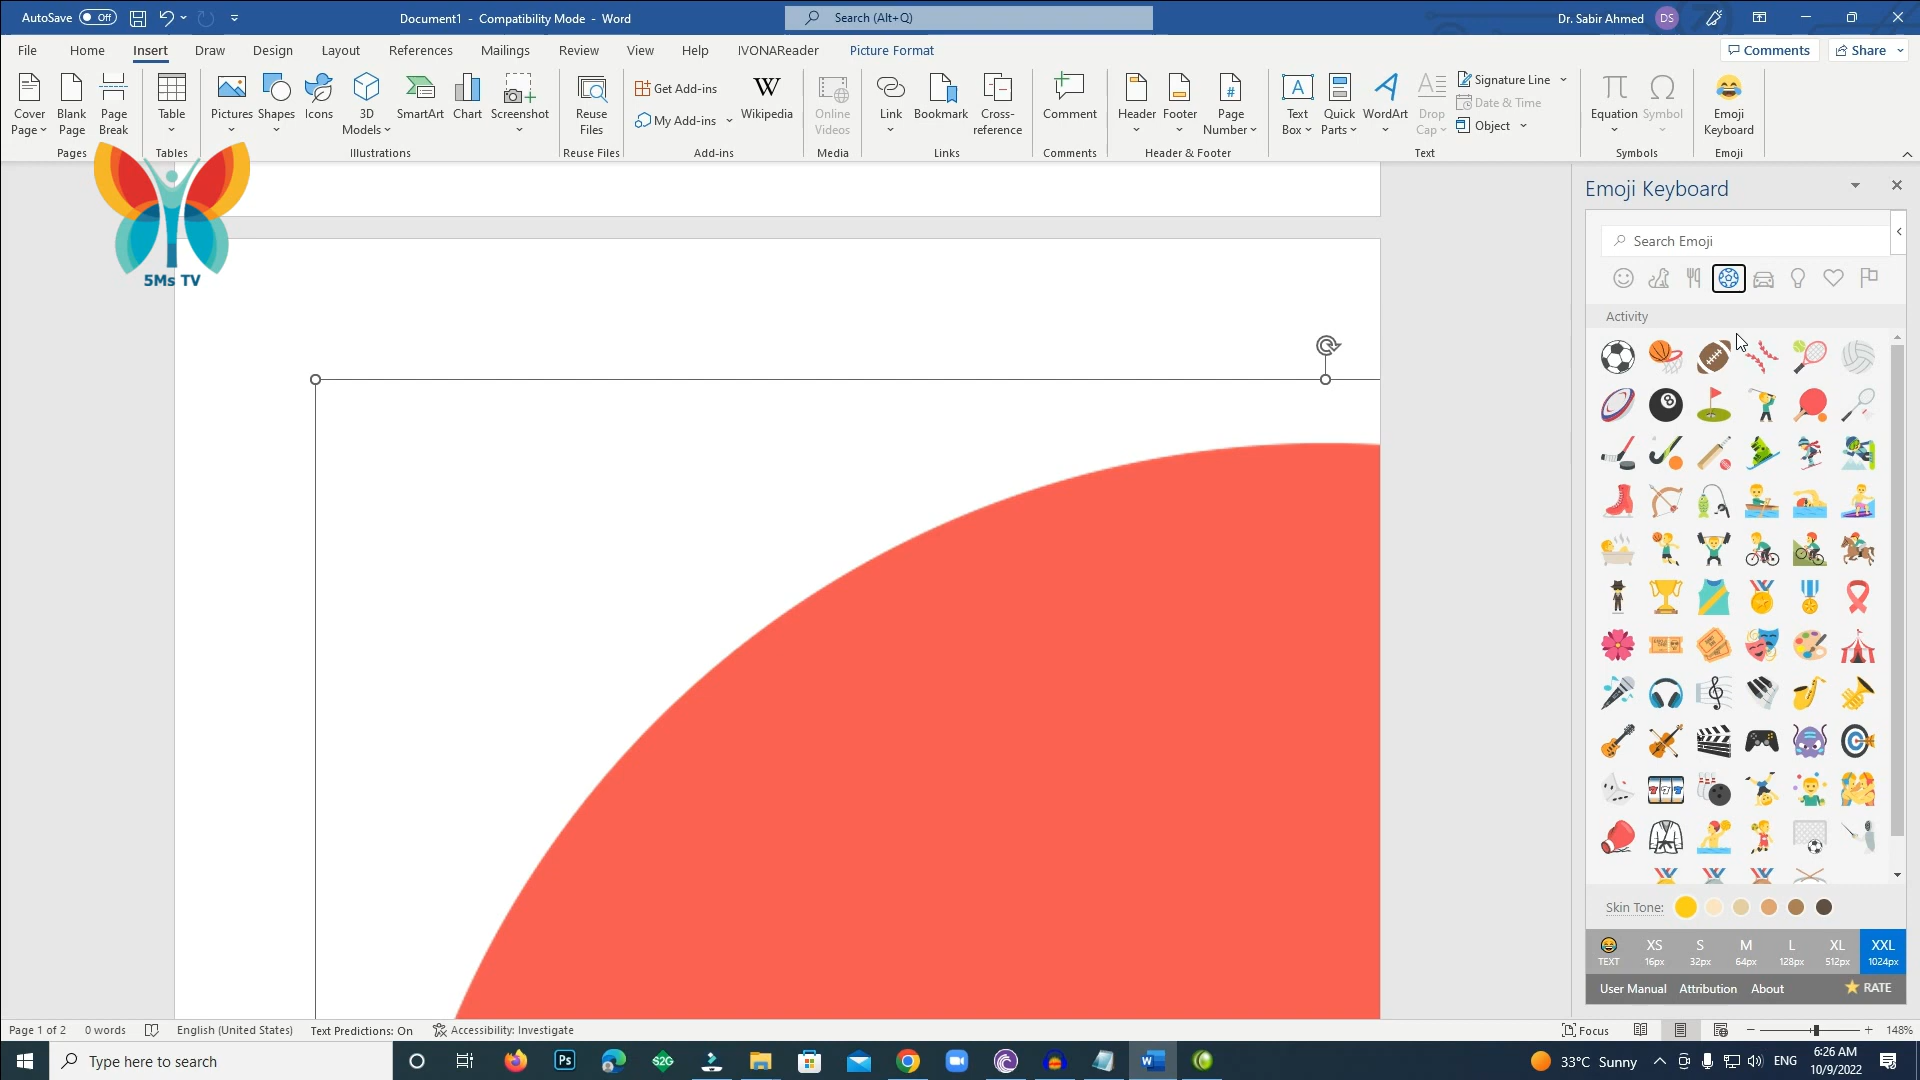 AutoSave Off
Document1 - Compatibility Mode - Word
Search (Alt+Q)
Dr. Sabir Ahmed DS
File Home Insert Draw Design Layout References Mailings Review View Help IVONAReader Picture Format
Comments Share
Cover Page
Blank Page
Page Break
Pages
Table
Tables
Pictures
Shapes
Icons
3D Models
SmartArt
Chart
Screenshot
Illustrations
Reuse Files
Reuse Files
Get Add-ins
My Add-ins
W
Wikipedia
Add-ins
Online Videos
Media
Link
Bookmark
Cross-reference
Links
Comment
Comments
Header
Footer
Page Number
Header & Footer
Text Box
Quick Parts
WordArt
Drop Cap
Signature Line
Date & Time
Object
Text
Equation
Symbol
Symbols
Emoji Keyboard
Emoji
5Ms TV
Emoji Keyboard
Search Emoji
Activity
Skin Tone:
TEXT
XS 16px
S 32px
M 64px
L 128px
XL 512px
XXL 1024px
User Manual Attribution About RATE
Page 1 of 2 0 words English (United States) Text Predictions: On Accessibility: Investigate
Focus
148%
Type here to search
Ps
S2G
33°C Sunny
ENG
6:26 AM
10/9/2022